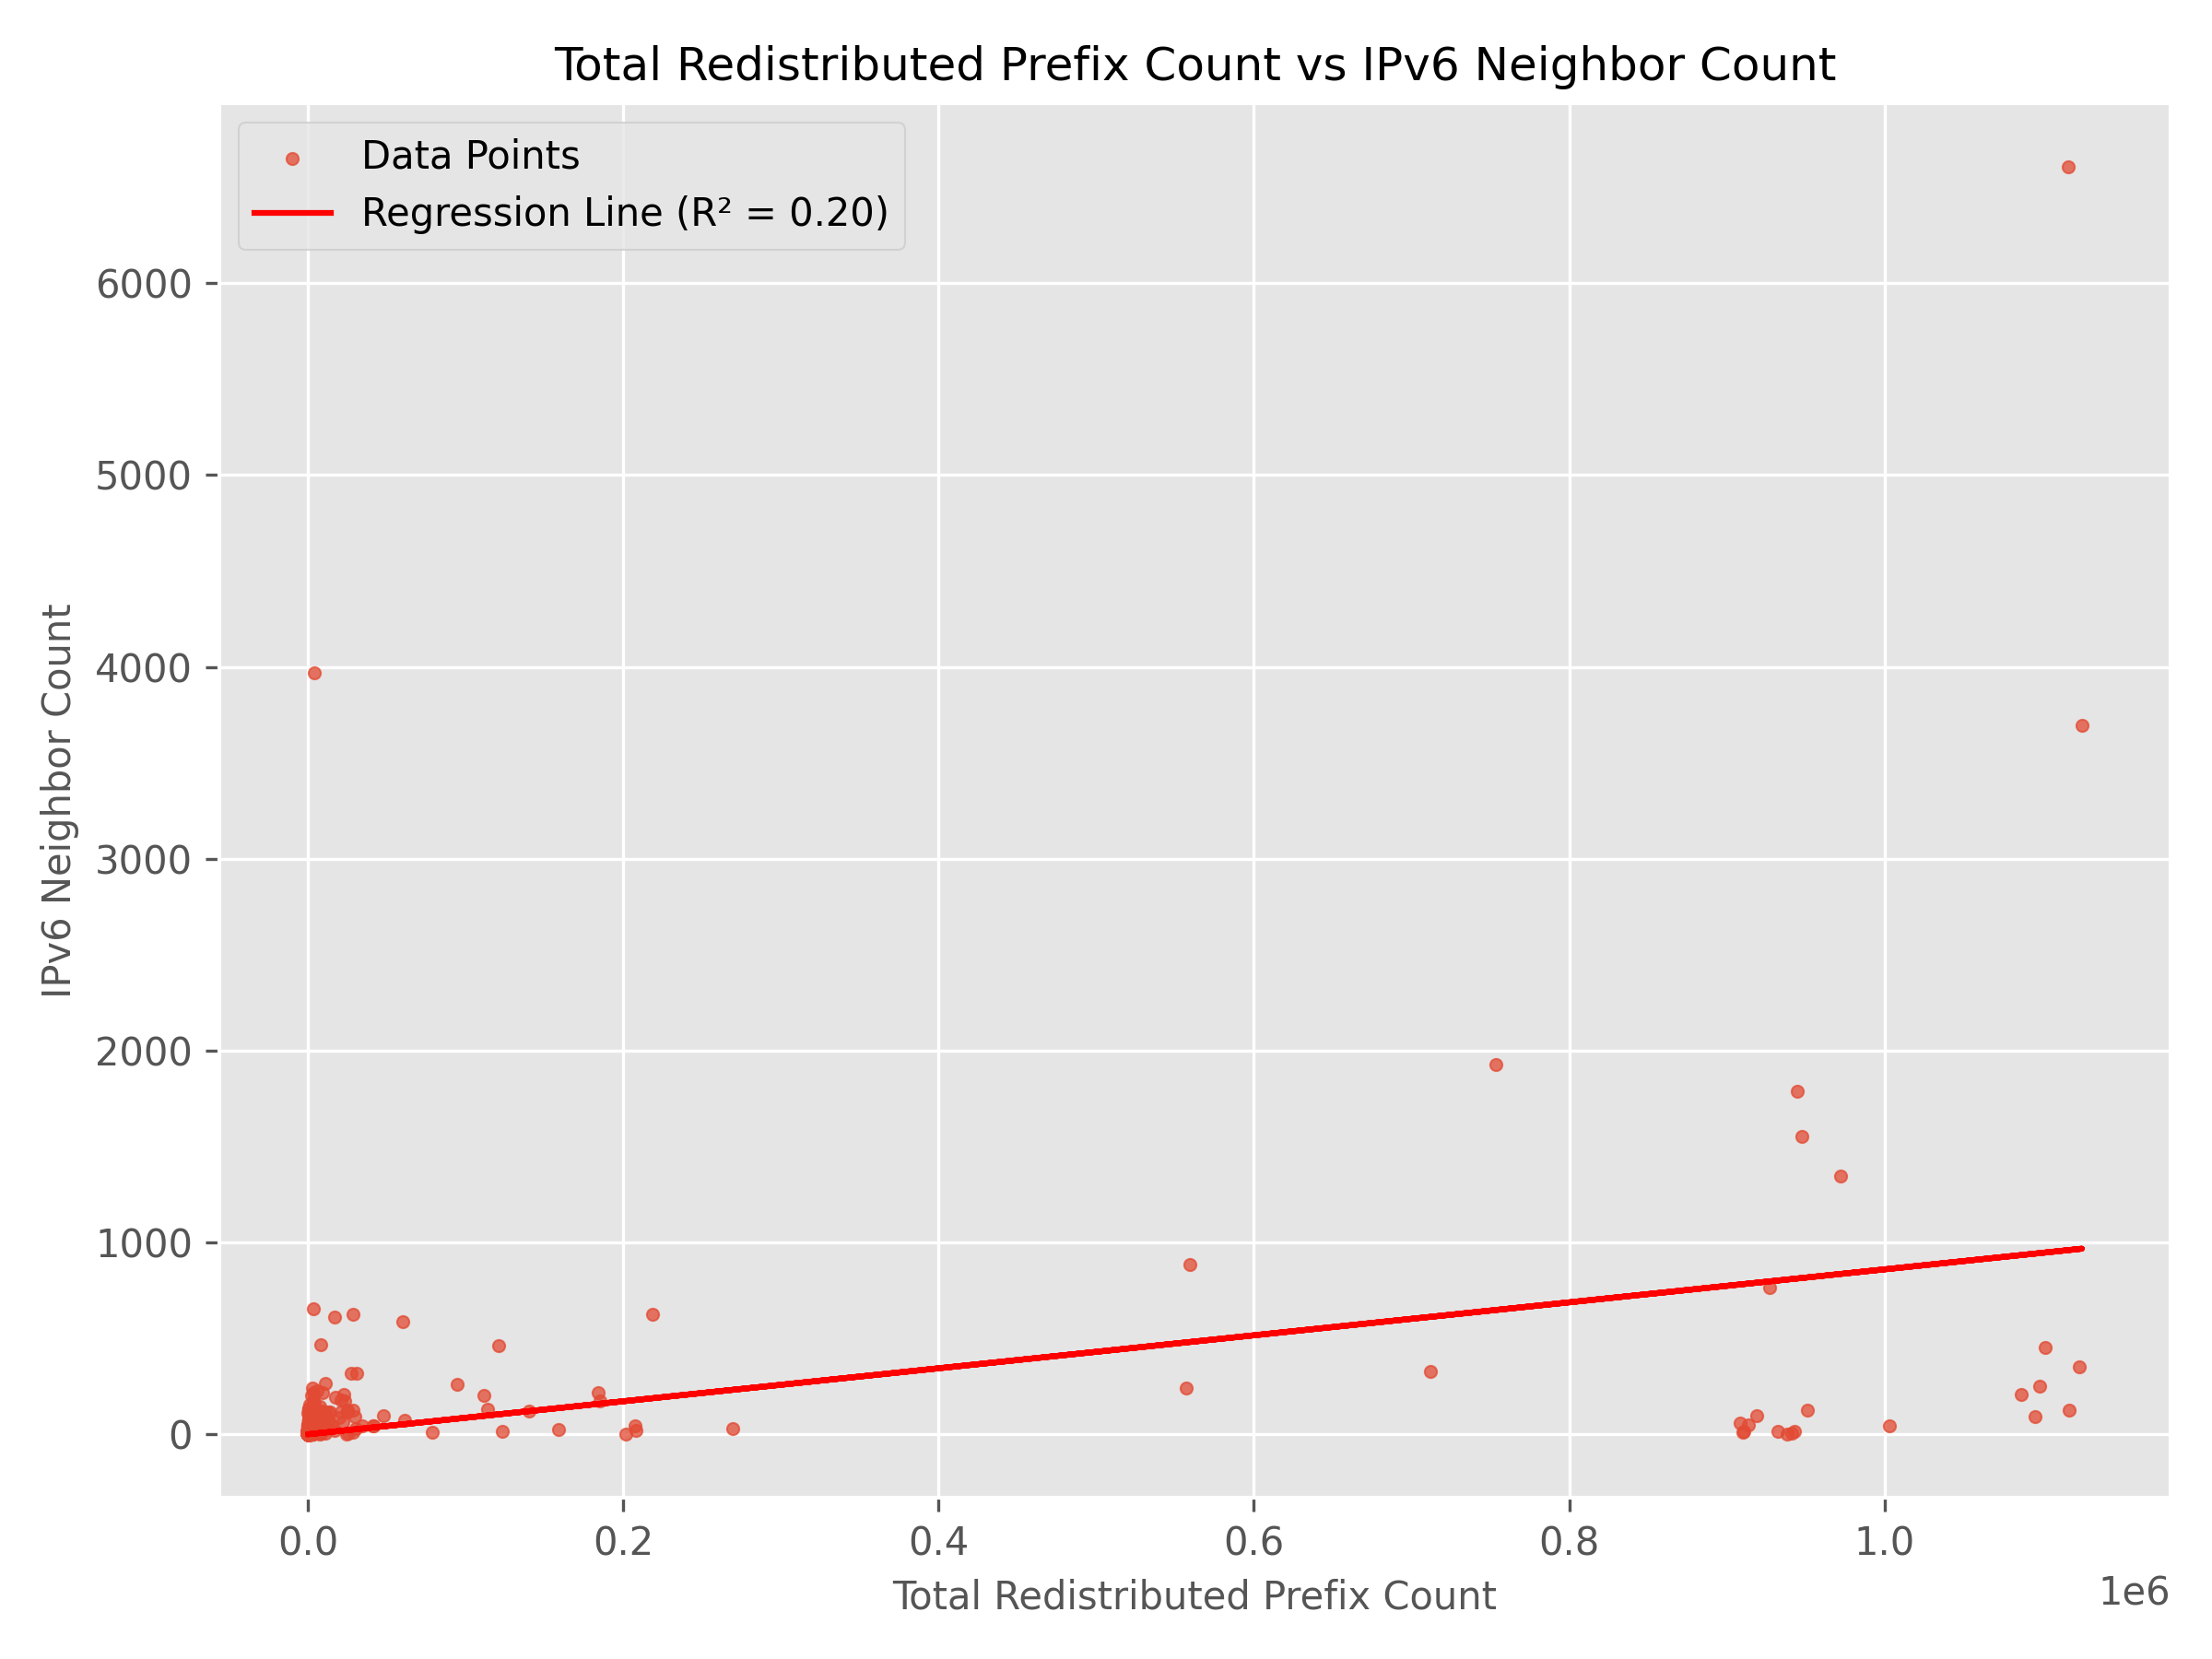 Total Redistributed Prefix Count vs IPv6 Neighbor Count
Data Points
Regression Line (R² = 0.20)
6000
5000
4000
3000
2000
1000
0
IPv6 Neighbor Count
0.0 0.2 0.4 0.6 0.8 1.0
1e6
Total Redistributed Prefix Count